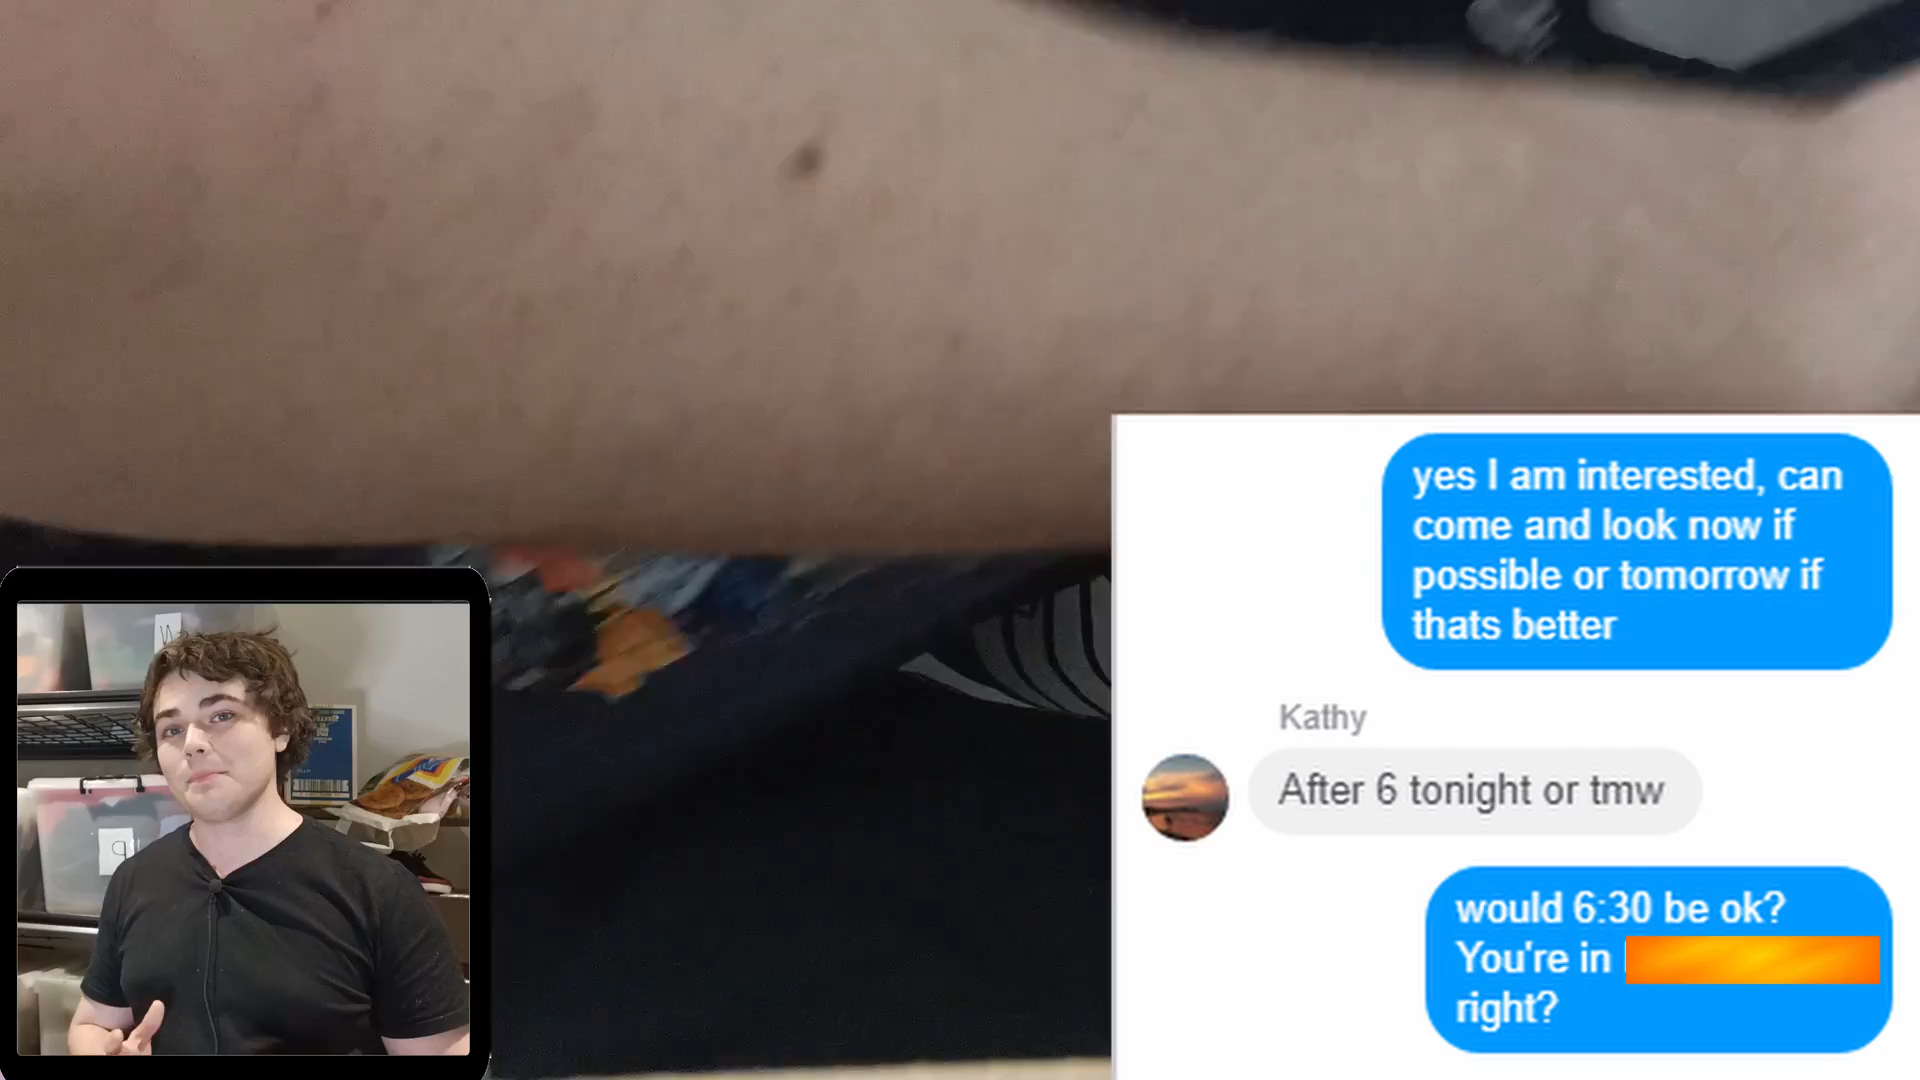 yes I am interested, can
come and look now if
possible or tomorrow if
thats better
Kathy
After 6 tonight or tmw
would 6:30 be ok?
You're in
right?